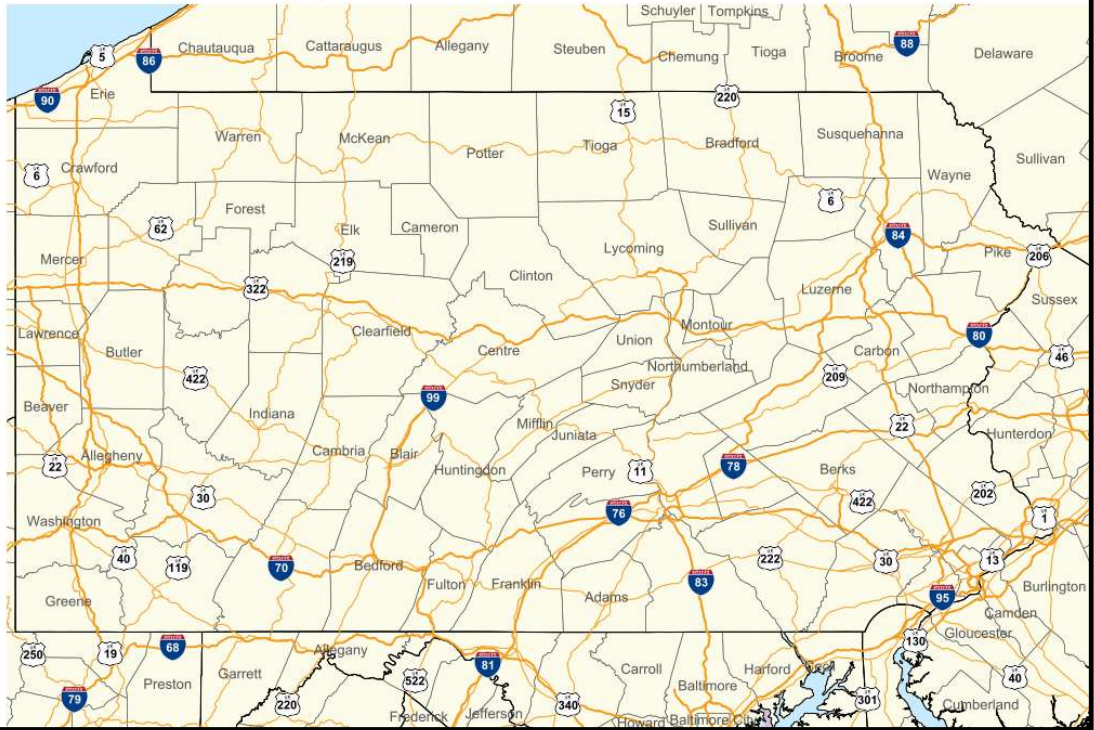 Schuyler
Tompkins
5
86
Chautauqua
Cattaraugus
Allegany
Steuben
Chemung
Tioga
Broome
88
Delaware
90
Erie
15
220
Warren
McKean
Potter
Tioga
Bradford
Susquehanna
Sullivan
6
Crawford
Wayne
Forest
6
62
Elk
Cameron
Sullivan
84
Mercer
219
Lycoming
Pike
206
322
Clinton
Luzerne
Sussex
Lawrence
Clearfield
Montour
80
Butler
Centre
Union
Carbon
46
422
99
Snyder
Northumberland
209
Northampton
Beaver
Indiana
Mifflin
Juniata
22
Hunterdon
22
Allegheny
Cambria
Blair
Huntingdon
Perry
11
78
Berks
30
422
202
Washington
76
1
40
119
70
Bedford
222
30
13
Greene
Fulton
Franklin
Adams
83
95
Burlington
Camden
Gloucester
250
19
68
Allegany
130
Preston
Garrett
522
81
Carroll
Harford
Cecil
40
79
220
340
Baltimore
301
Cumberland
Frederick
Jefferson
Howard
Baltimore City